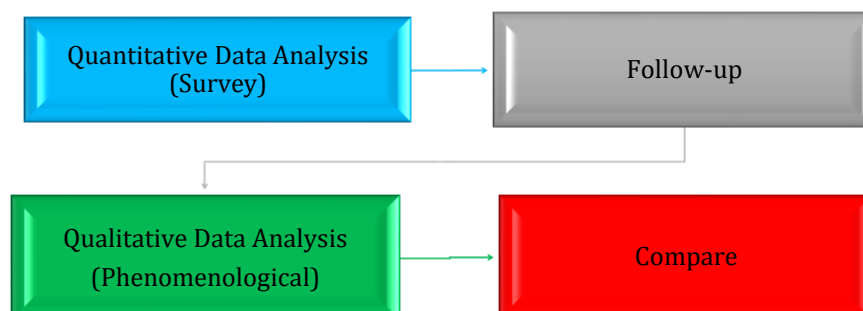 Quantitative Data Analysis
(Survey)
Follow-up
Qualitative Data Analysis
(Phenomenological)
Compare